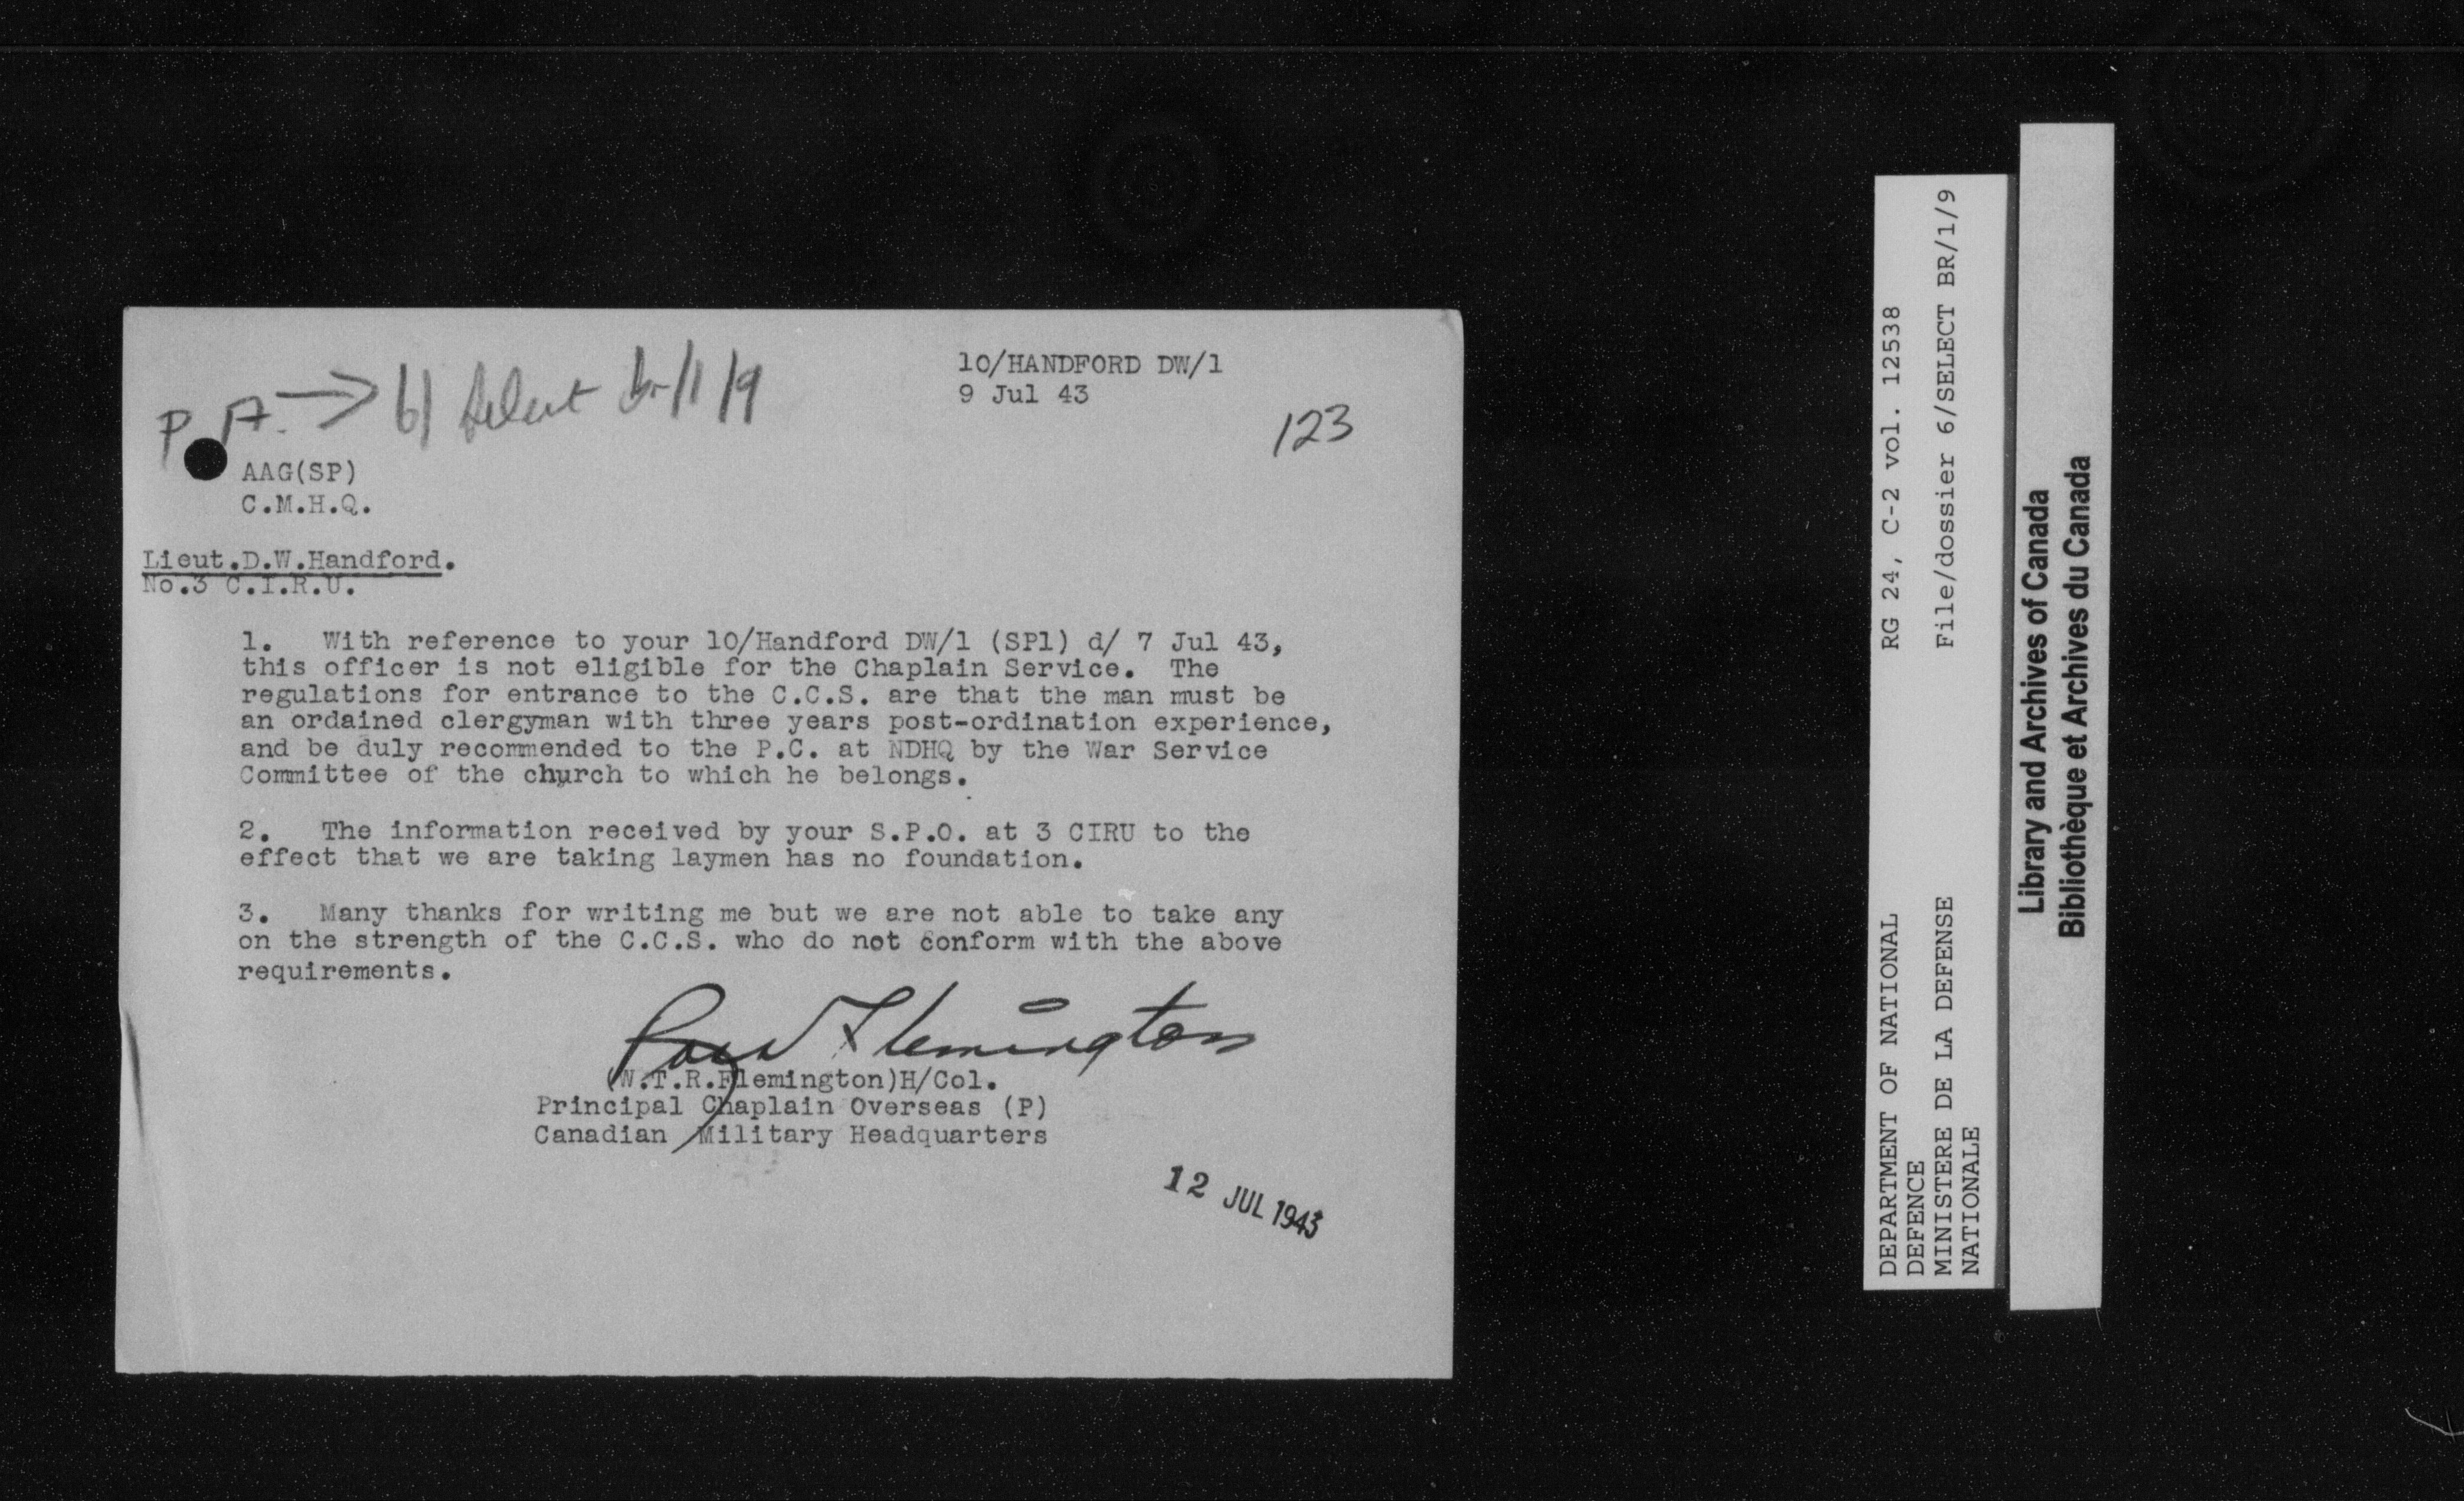 10/HANDFORD DW/1
9 Jul 43
P.A. → 6/ Select br/1/9
123
AAG(SP)
C.M.H.Q.
Lieut.D.W.Handford.
No.3 C.I.R.U.
1. With reference to your 10/Handford DW/1 (SP1) d/ 7 Jul 43,
this officer is not eligible for the Chaplain Service. The
regulations for entrance to the C.C.S. are that the man must be
an ordained clergyman with three years post-ordination experience,
and be duly recommended to the P.C. at NDHQ by the War Service
Committee of the church to which he belongs.
2. The information received by your S.P.O. at 3 CIRU to the
effect that we are taking laymen has no foundation.
3. Many thanks for writing me but we are not able to take any
on the strength of the C.C.S. who do not conform with the above
requirements.
Flemington
(W.T.R.Flemington)H/Col.
Principal Chaplain Overseas (P)
Canadian Military Headquarters
12 JUL 1943
DEPARTMENT OF NATIONAL RG 24, C-2 vol. 12538
DEFENCE
MINISTERE DE LA DEFENSE File/dossier 6/SELECT BR/1/9
NATIONALE
Library and Archives of Canada
Bibliothèque et Archives du Canada